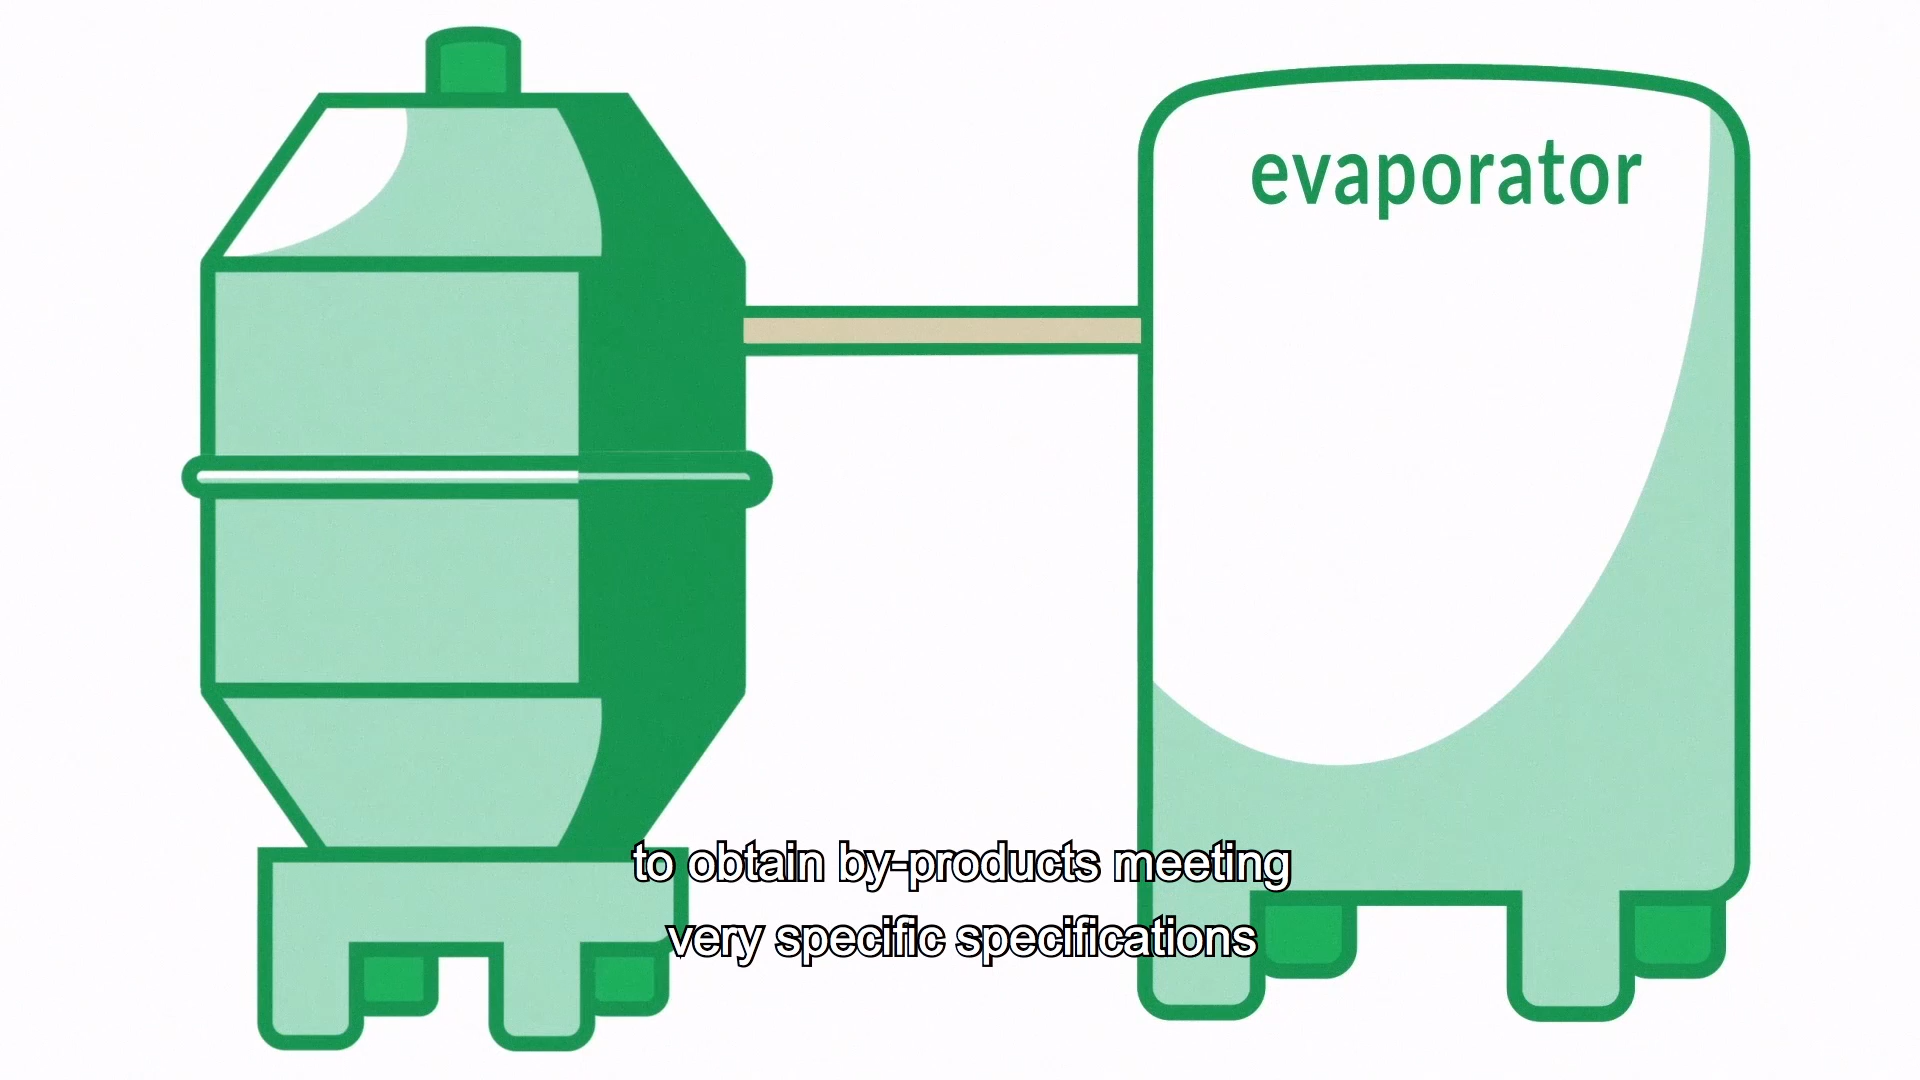 evaporator
to obtain by-products meeting
very specific specifications